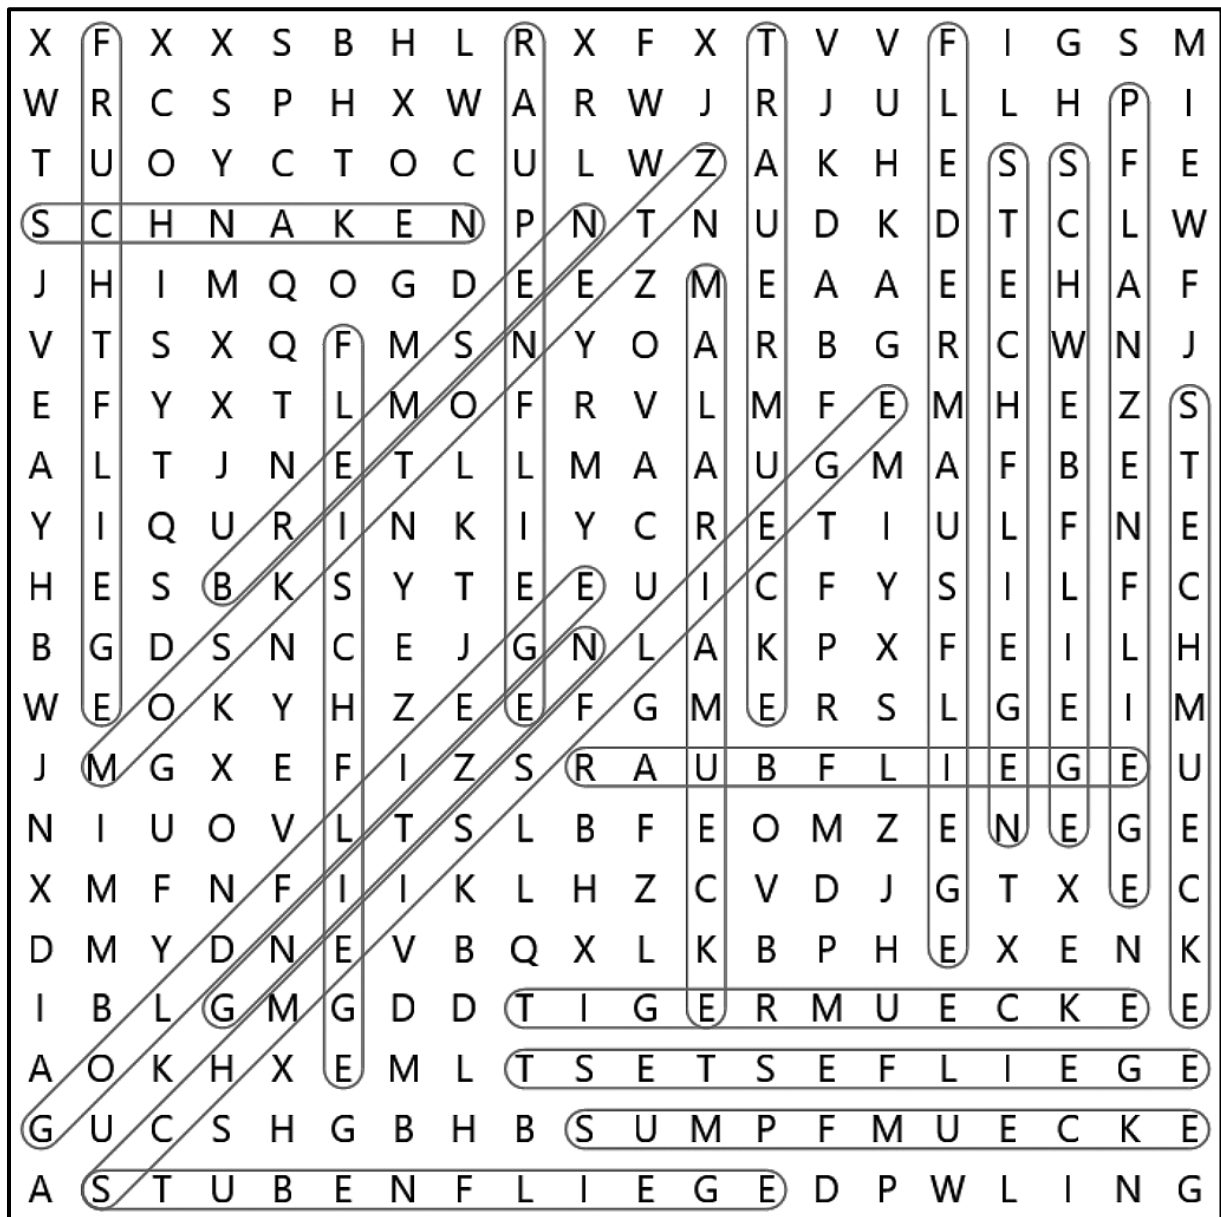 X F X X S B H L R X F X T V V F I G S M
W R C S P H X W A R W J R J U L L H P I
T U O Y C T O C U L W Z A K H E S S F E
S C H N A K E N P N T N U D K D T C L W
J H I M Q O G D E E Z M E A A E E H A F
V T S X Q F M S N Y O A R B G R C W N J
E F Y X T L M O F R V L M F E M H E Z S
A L T J N E T L L M A A U G M A F B E T
Y I Q U R I N K I Y C R E T I U L F N E
H E S B K S Y T E E U I C F Y S I L F C
B G D S N C E J G N L A K P X F E I L H
W E O K Y H Z E E F G M E R S L G E I M
J M G X E F I Z S R A U B F L I E G E U
N I U O V L T S L B F E O M Z E N E G E
X M F N F I I K L H Z C V D J G T X E C
D M Y D N E V B Q X L K B P H E X E N K
I B L G M G D D T I G E R M U E C K E E
A O K H X E M L T S E T S E F L I E G E
G U C S H G B H B S U M P F M U E C K E
A S T U B E N F L I E G E D P W L I N G